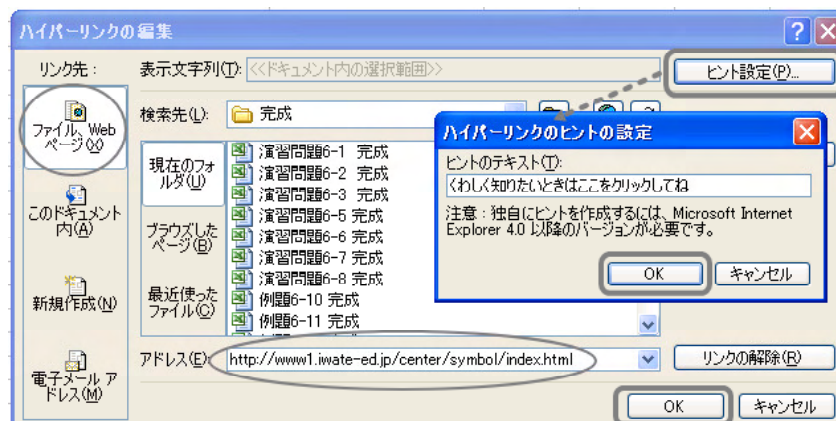 ハイパーリンクの編集
リンク先：
表示文字列(T): <<ドキュメント内の選択範囲>>
ヒント設定(P)...
ファイル、Web
ページ(X)
検索先(L):
完成
このドキュメント
内(A)
新規作成(N)
電子メール ア
ドレス(M)
現在のフォ
ルダ(U)
ブラウズした
ページ(B)
最近使った
ファイル(C)
演習問題6-1 完成
演習問題6-2 完成
演習問題6-3 完成
演習問題6-5 完成
演習問題6-6 完成
演習問題6-7 完成
演習問題6-8 完成
例題6-10 完成
例題6-11 完成
ハイパーリンクのヒントの設定
ヒントのテキスト(T):
くわしく知りたいときはここをクリックしてね
注意：独自にヒントを作成するには、Microsoft Internet
Explorer 4.0 以降のバージョンが必要です。
OK
キャンセル
アドレス(E):
http://www1.iwate-ed.jp/center/symbol/index.html
リンクの解除(R)
OK
キャンセル